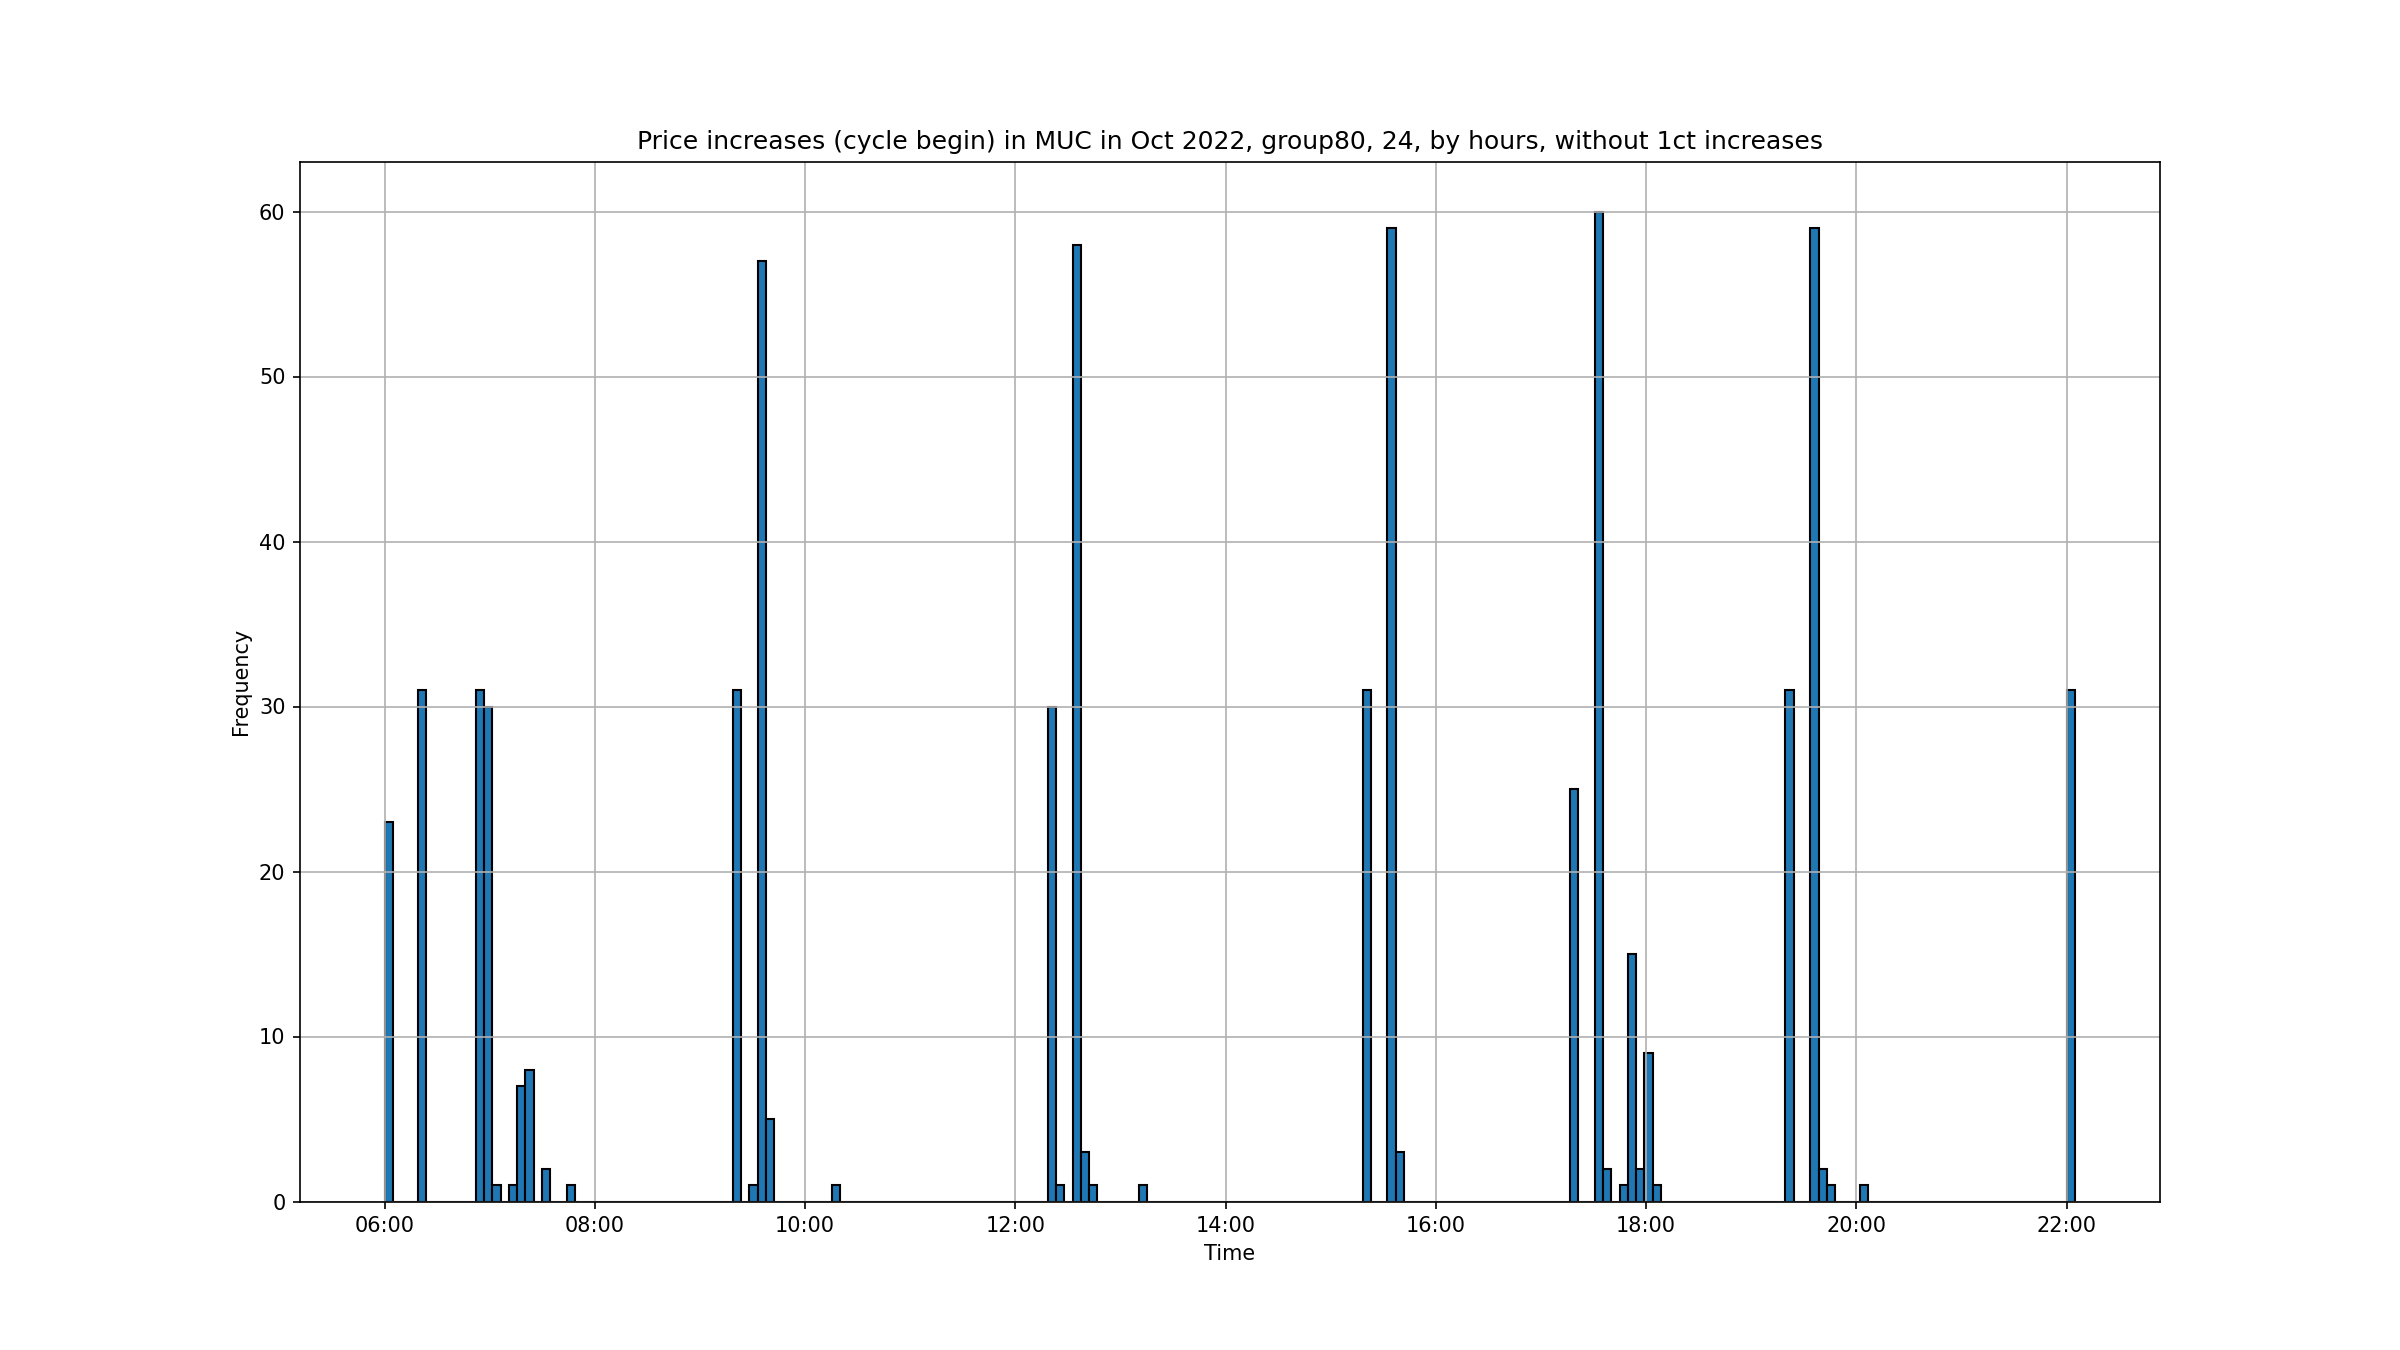 Price increases (cycle begin) in MUC in Oct 2022, group80, 24, by hours, without 1ct increases
60
50
40
30
20
10
0
Frequency
06:00 08:00 10:00 12:00 14:00 16:00 18:00 20:00 22:00
Time